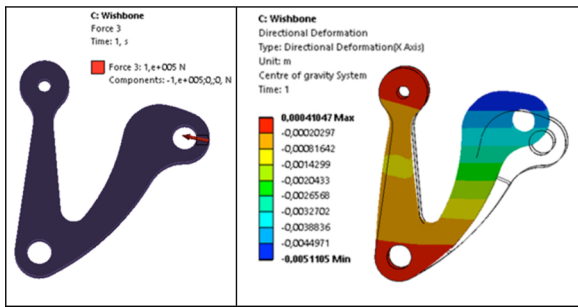 C: Wishbone
Force 3
Time: 1, s
Force 3: 1,e+005 N
Components: -1,e+005;0,;0, N
C: Wishbone
Directional Deformation
Type: Directional Deformation(X Axis)
Unit: m
Centre of gravity System
Time: 1
0,00041047 Max
-0,00020297
-0,00081642
-0,0014299
-0,0020433
-0,0026568
-0,0032702
-0,0038836
-0,0044971
-0,0051105 Min